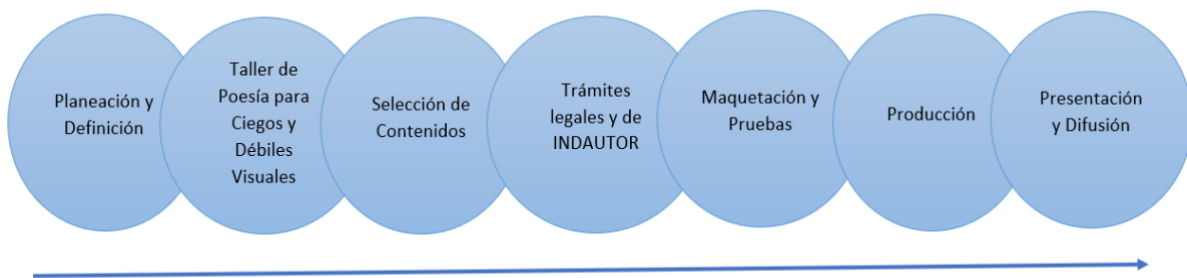 Planeación y
Definición
Taller de
Poesía para
Ciegos y
Débiles
Visuales
Selección de
Contenidos
Trámites
legales y de
INDAUTOR
Maquetación y
Pruebas
Producción
Presentación
y Difusión